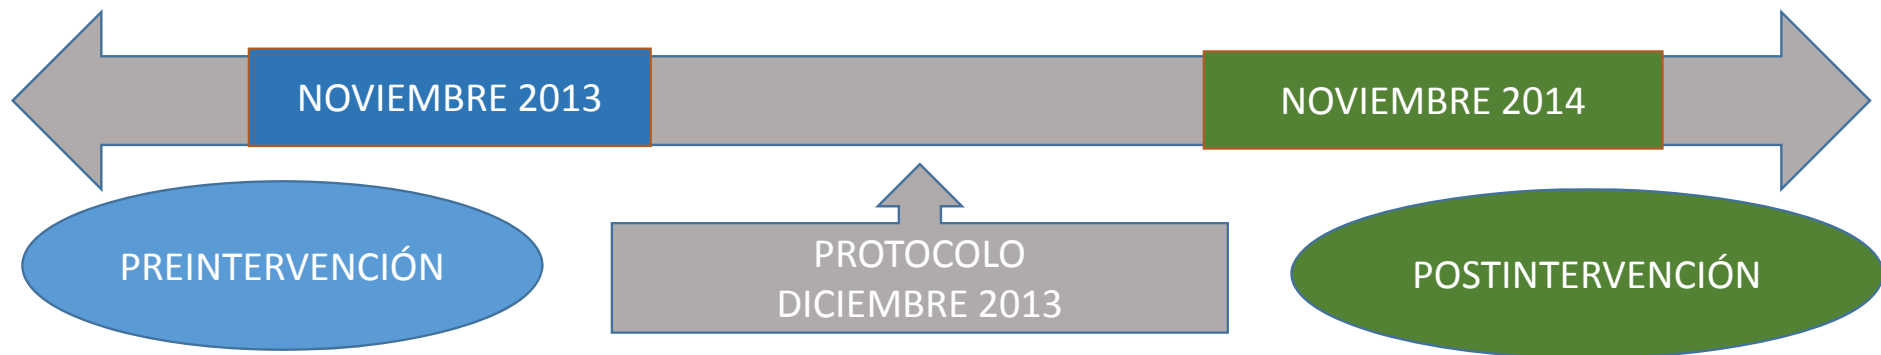 NOVIEMBRE 2013
NOVIEMBRE 2014
PREINTERVENCIÓN
PROTOCOLO
DICIEMBRE 2013
POSTINTERVENCIÓN